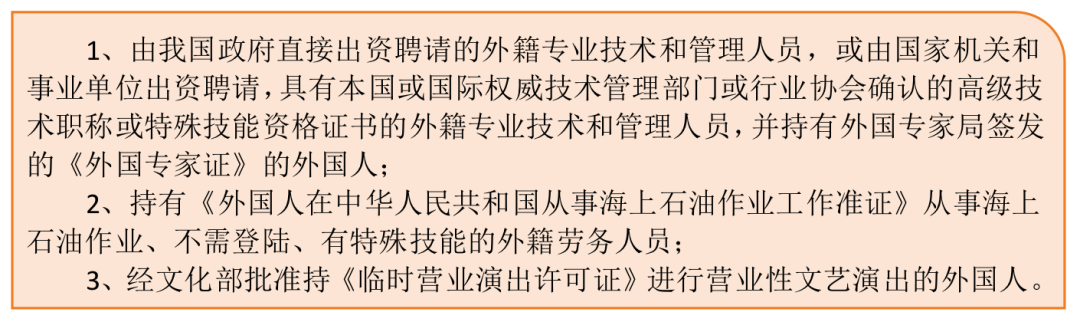 1、由我国政府直接出资聘请的外籍专业技术和管理人员，或由国家机关和
事业单位出资聘请，具有本国或国际权威技术管理部门或行业协会确认的高级技
术职称或特殊技能资格证书的外籍专业技术和管理人员，并持有外国专家局签发
的《外国专家证》的外国人；
2、持有《外国人在中华人民共和国从事海上石油作业工作准证》从事海上
石油作业、不需登陆、有特殊技能的外籍劳务人员；
3、经文化部批准持《临时营业演出许可证》进行营业性文艺演出的外国人。